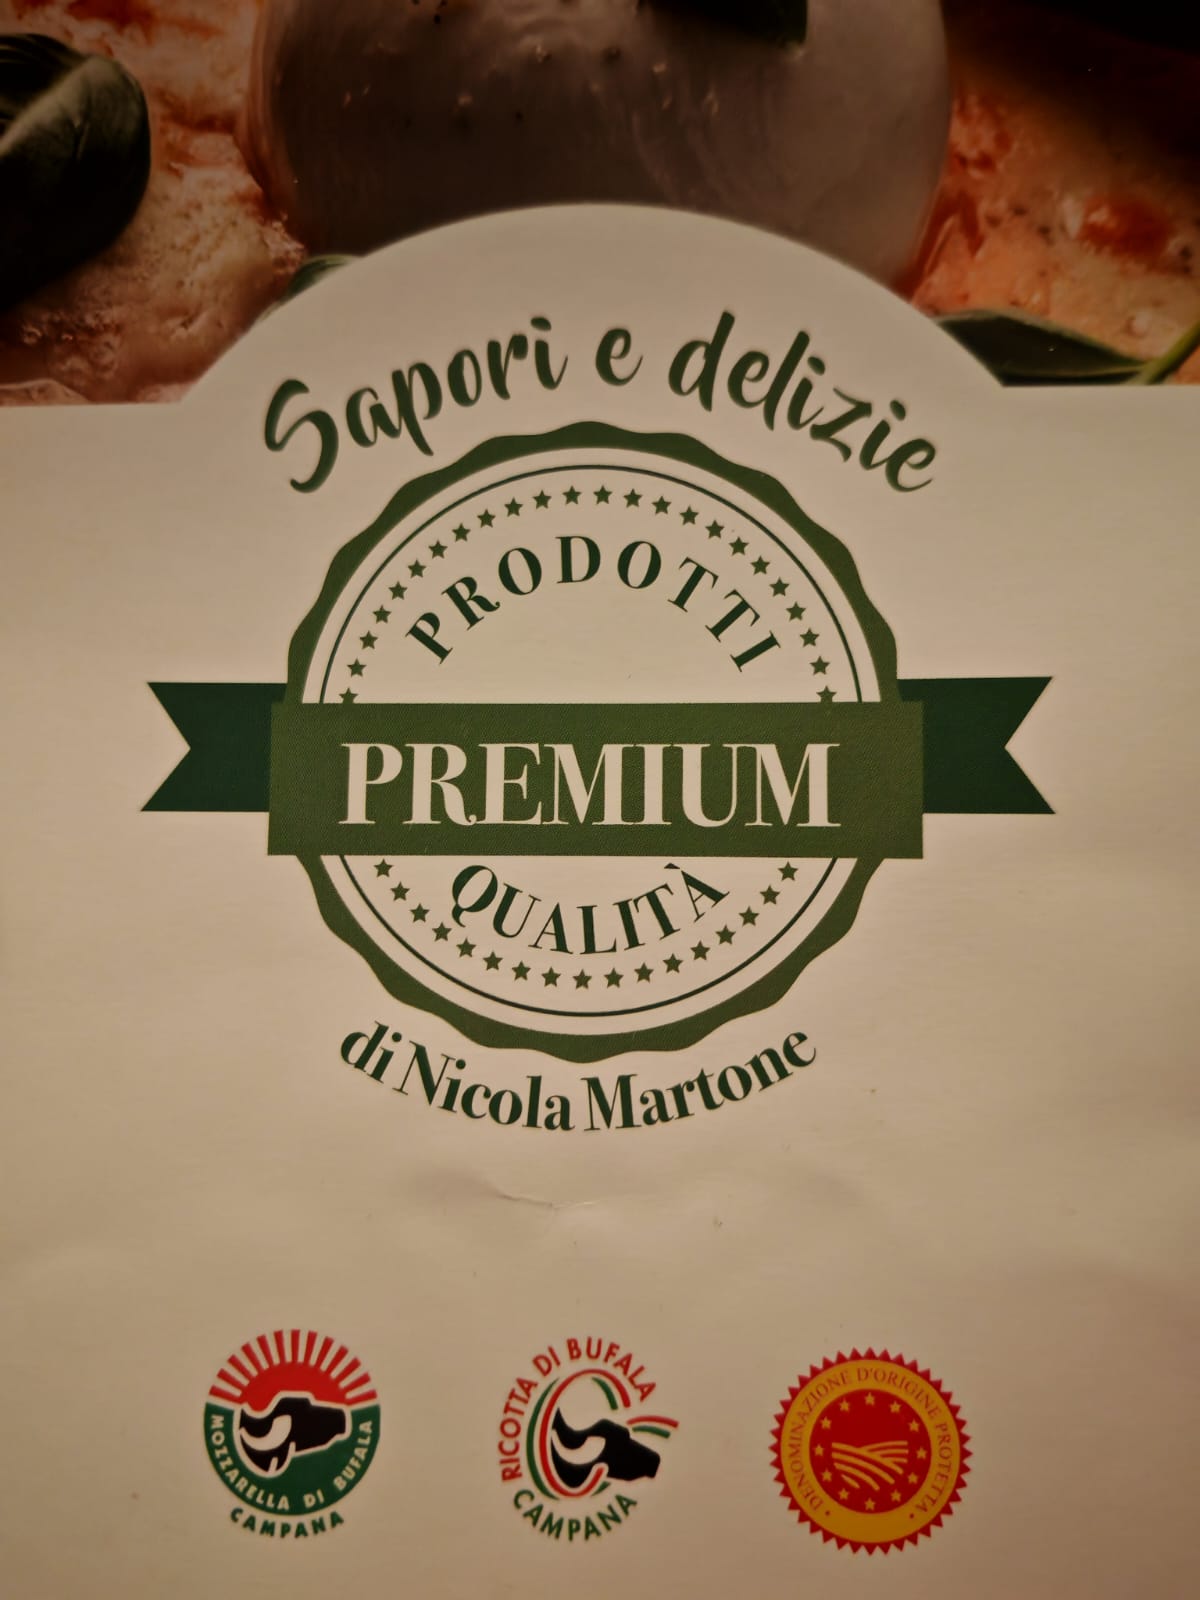 Sapori e delizie
PRODOTTI
PREMIUM
QUALITÀ
di Nicola Martone
MOZZARELLA DI BUFALA
CAMPANA
RICOTTA DI BUFALA
CAMPANA
DENOMINAZIONE D'ORIGINE PROTETTA